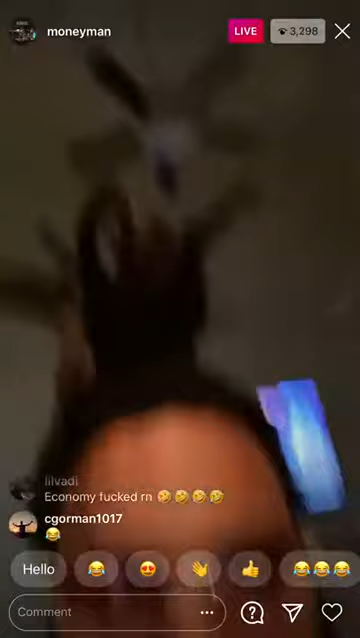 moneyman
LIVE
3,298
lilvadi
Economy fucked rn 🤣🤣🤣🤣
cgorman1017
😂
Hello 😂 😍 👋 👍 😂😂😂
Comment